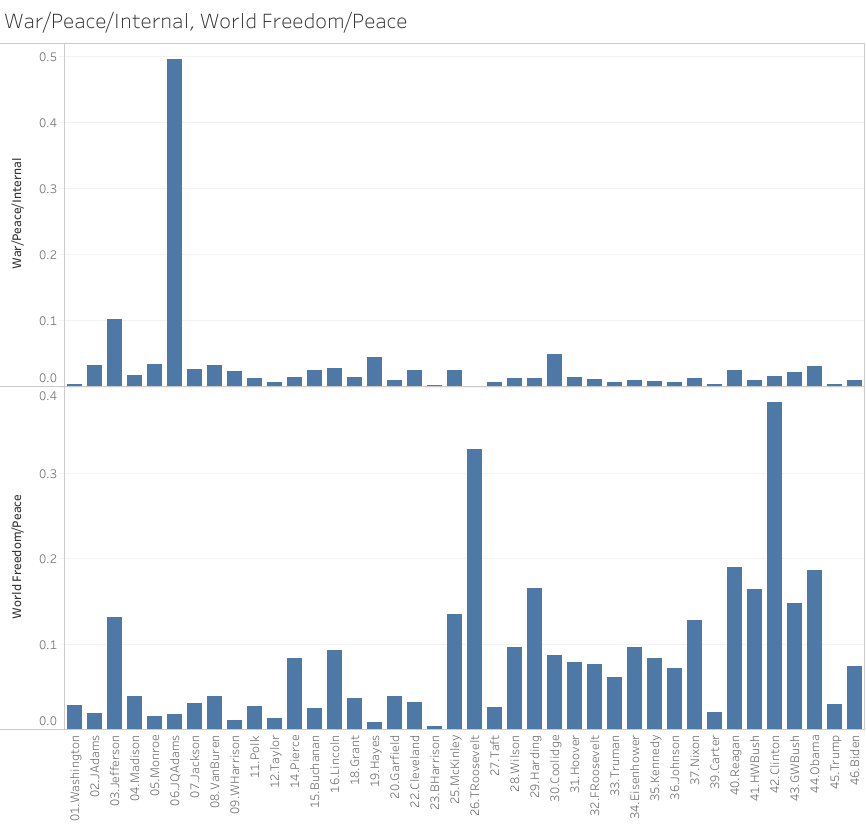 War/Peace/Internal, World Freedom/Peace
0.5
0.4
0.3
0.2
0.1
0.0
War/Peace/Internal
0.4
0.3
0.2
0.1
0.0
World Freedom/Peace
01.Washington
02.JAdams
03.Jefferson
04.Madison
05.Monroe
06.JQAdams
07.Jackson
08.VanBuren
09.WHarrison
11.Polk
12.Taylor
14.Pierce
15.Buchanan
16.Lincoln
18.Grant
19.Hayes
20.Garfield
22.Cleveland
23.BHarrison
25.McKinley
26.TRoosevelt
27.Taft
28.Wilson
29.Harding
30.Coolidge
31.Hoover
32.FRoosevelt
33.Truman
34.Eisenhower
35.Kennedy
36.Johnson
37.Nixon
39.Carter
40.Reagan
41.HWBush
42.Clinton
43.GWBush
44.Obama
45.Trump
46.Biden